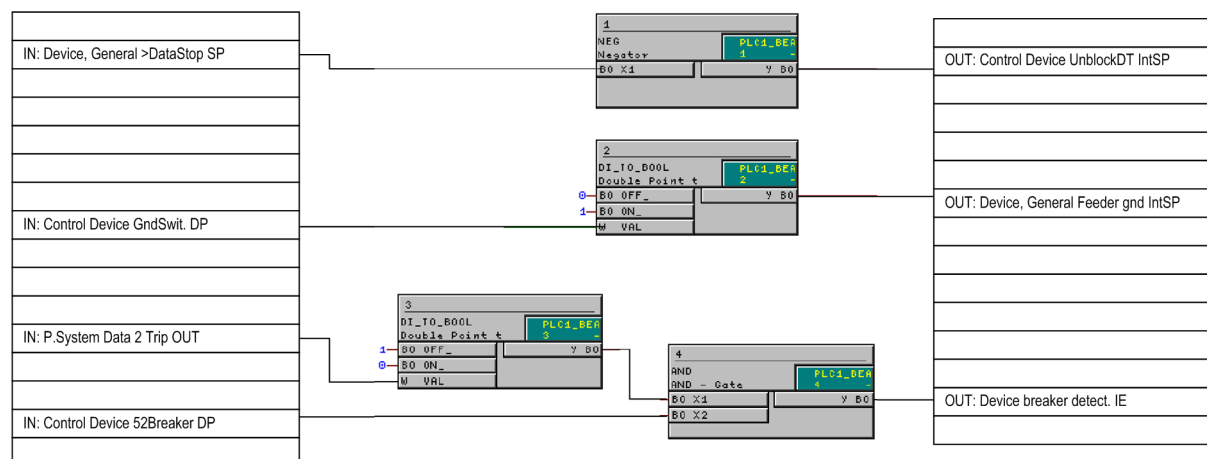 IN: Device, General >DataStop SP
IN: Control Device GndSwit. DP
IN: P.System Data 2 Trip OUT
IN: Control Device 52Breaker DP
1
NEG
Negator
PLC1_BEA
1 -
BO X1
Y BO
2
DI_TO_BOOL
Double Point t
PLC1_BEA
2 -
0
BO OFF_
Y BO
1
BO ON_
W VAL
3
DI_TO_BOOL
Double Point t
PLC1_BEA
3 -
1
BO OFF_
Y BO
0
BO ON_
W VAL
4
AND
AND - Gate
PLC1_BEA
4 -
BO X1
Y BO
BO X2
OUT: Control Device UnblockDT IntSP
OUT: Device, General Feeder gnd IntSP
OUT: Device breaker detect. IE